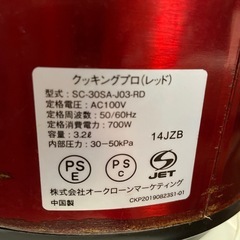 クッキングプロ(レッド)
型式:SC-30SA-J03-RD
定格電圧:AC100V
定格周波数:50/60Hz
定格消費電力:700W
容量:3.2ℓ
内部圧力:30-50kPa
14JZB
PS
E
PS
C
JET
株式会社オークローンマーケティング
中国製
CKP2019082351-01